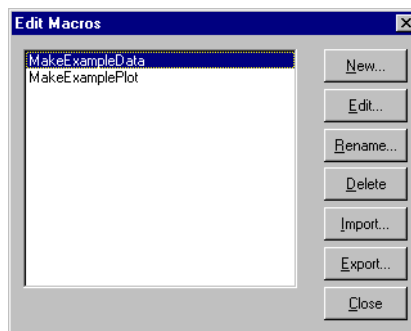 Edit Macros
MakeExampleData
MakeExamplePlot
New...
Edit...
Rename...
Delete
Import...
Export...
Close